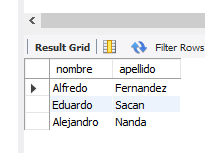 Result Grid Filter Rows
nombre apellido
Alfredo Fernandez
Eduardo Sacan
Alejandro Nanda